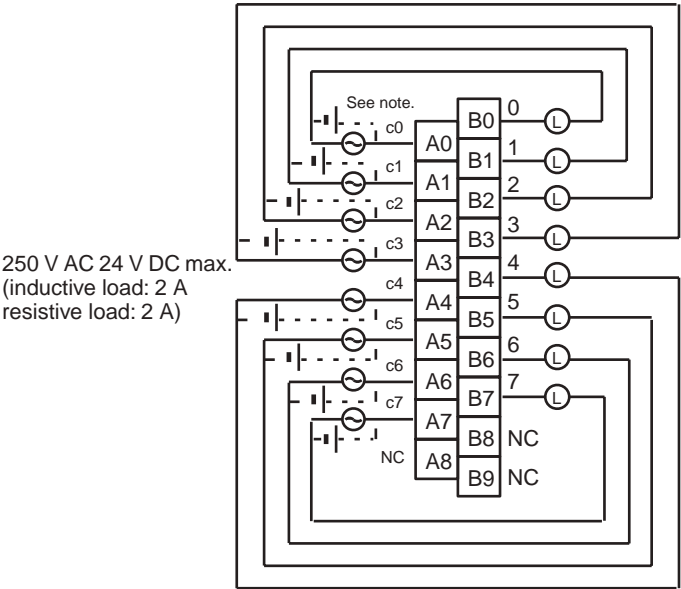 See note.
c0
A0
B0
0
L
c1
A1
B1
1
L
c2
A2
B2
2
L
c3
A3
B3
3
L
250 V AC 24 V DC max.
(inductive load: 2 A
resistive load: 2 A)
c4
A4
B4
4
L
c5
A5
B5
5
L
c6
A6
B6
6
L
c7
A7
B7
7
L
NC
A8
B8
NC
B9
NC